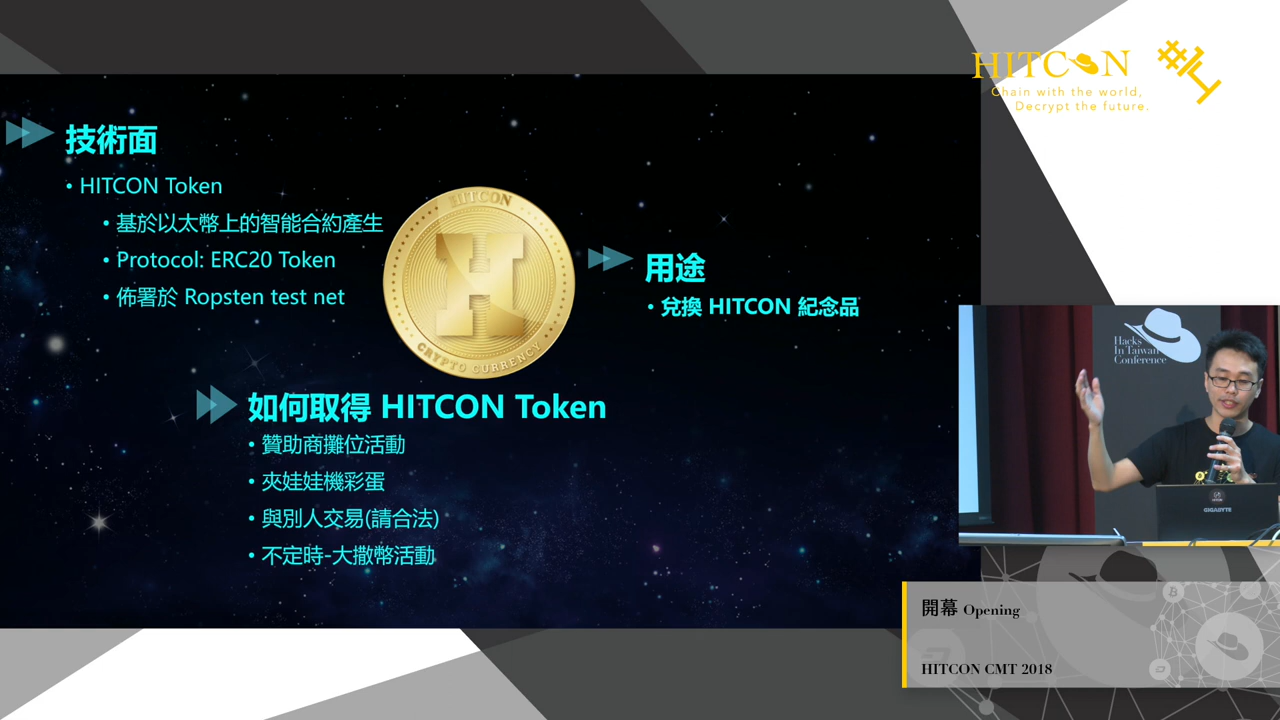 HITCON #14
Chain with the world,
Decrypt the future.
技術面
• HITCON Token
• 基於以太幣上的智能合約產生
• Protocol: ERC20 Token
• 佈署於 Ropsten test net
HITCON
H
CRYPTO CURRENCY
用途
• 兌換 HITCON 紀念品
如何取得 HITCON Token
• 贊助商攤位活動
• 夾娃娃機彩蛋
• 與別人交易(請合法)
• 不定時-大撒幣活動
Hacks
In Taiwan
Conference
GIGABYTE
開幕 Opening
HITCON CMT 2018